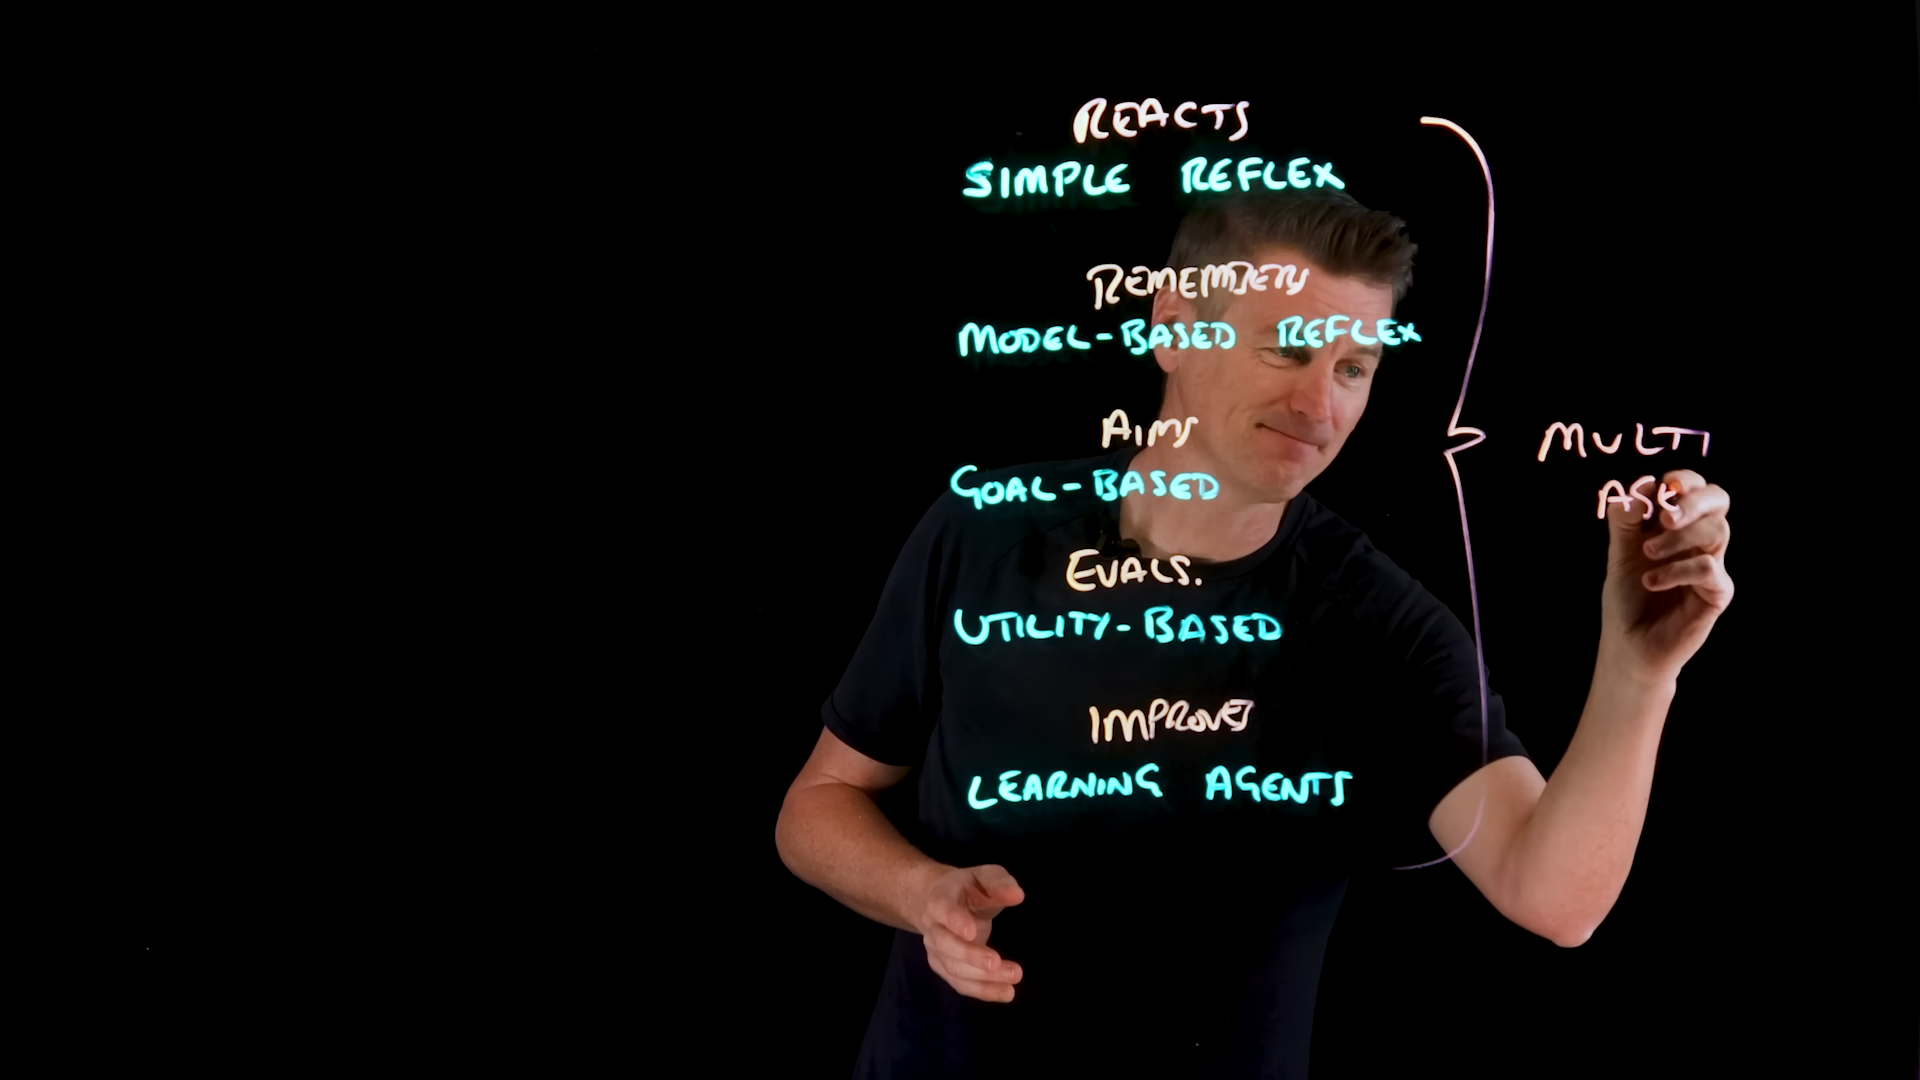 REACTS
SIMPLE REFLEX
REMEMBERS
MODEL-BASED REFLEX
AIMS
GOAL-BASED
EVALS.
UTILITY-BASED
IMPROVES
LEARNING AGENTS
MULTI